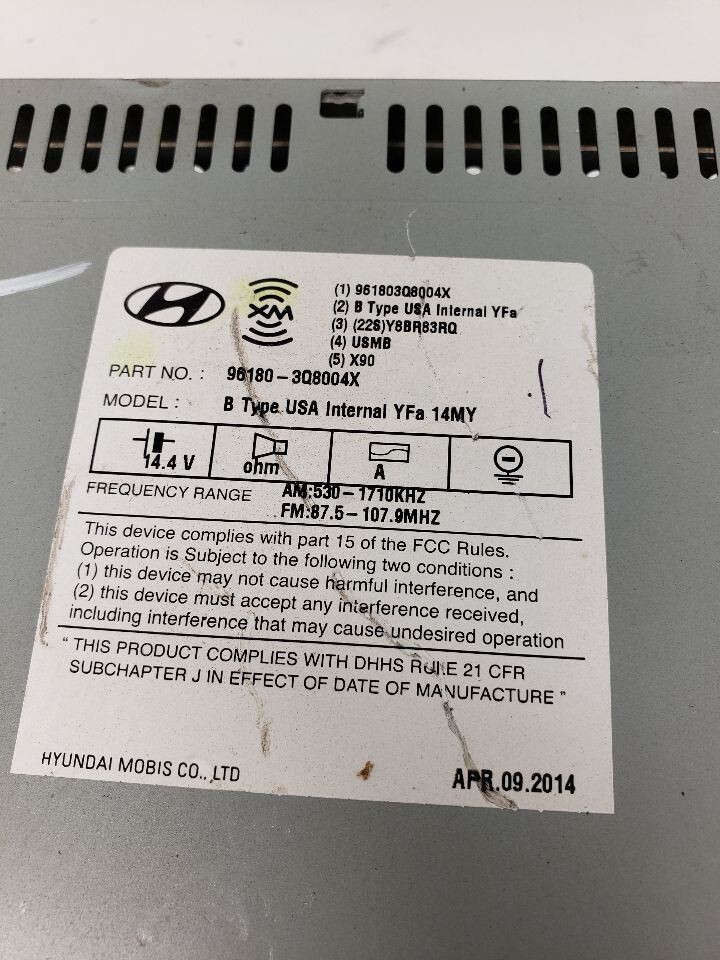 XM
(1) 961803Q8004X
(2) B Type USA Internal YFa
(3) (22S)Y8BR83RQ
(4) USMB
(5) X90
PART NO. : 96180-3Q8004X
MODEL : B Type USA Internal YFa 14MY
14.4 V ohm A
FREQUENCY RANGE AM:530-1710KHZ
FM:87.5-107.9MHZ
This device complies with part 15 of the FCC Rules.
Operation is Subject to the following two conditions :
(1) this device may not cause harmful interference, and
(2) this device must accept any interference received,
including interference that may cause undesired operation
" THIS PRODUCT COMPLIES WITH DHHS RULE 21 CFR
SUBCHAPTER J IN EFFECT OF DATE OF MANUFACTURE "
HYUNDAI MOBIS CO., LTD APR.09.2014